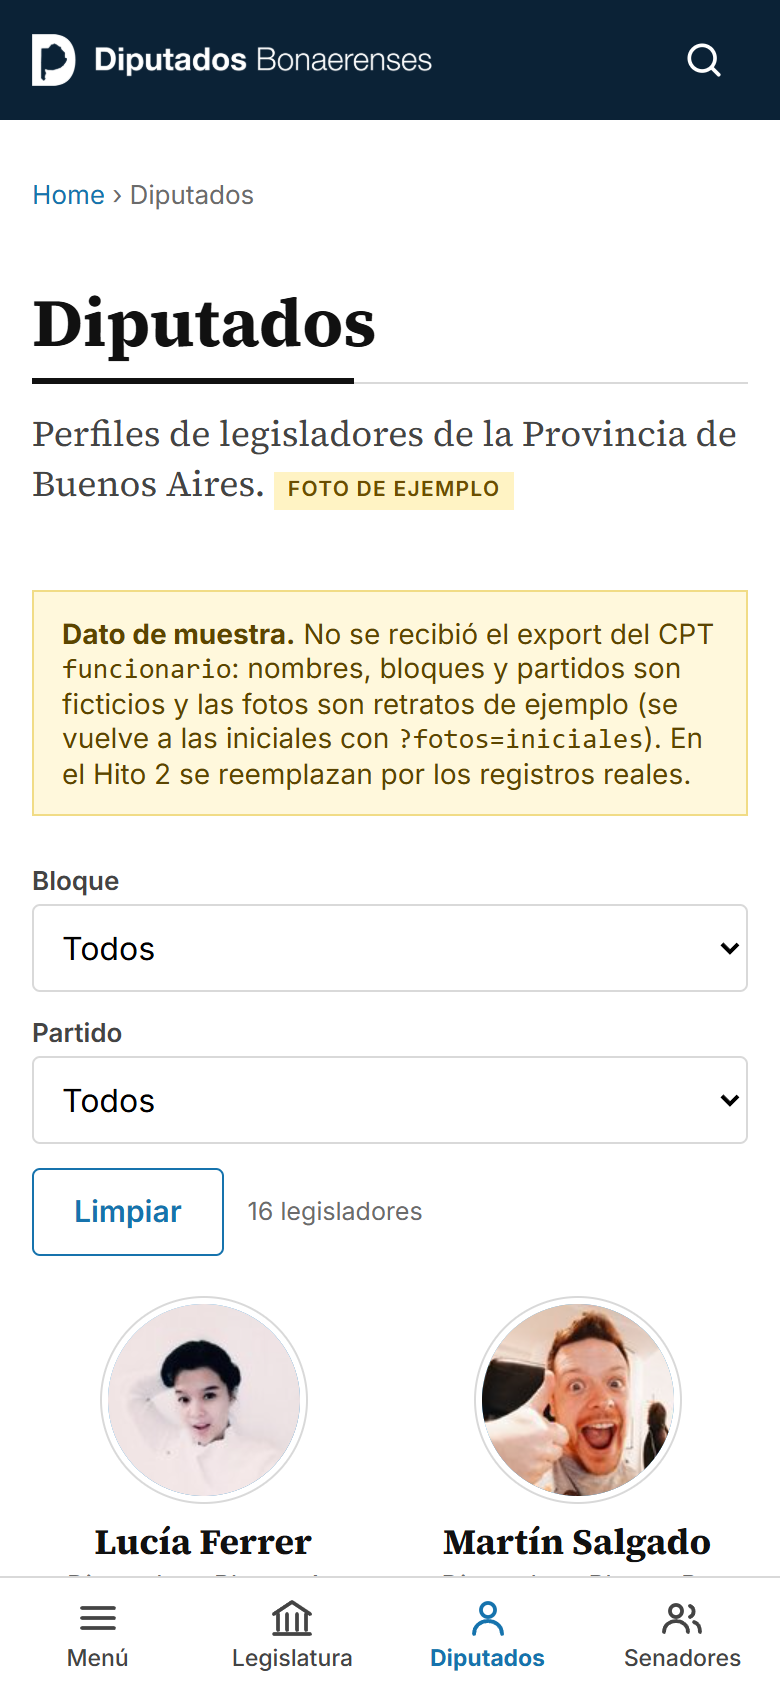 Diputados Bonaerenses
Home › Diputados
Diputados
Perfiles de legisladores de la Provincia de
Buenos Aires. FOTO DE EJEMPLO
Dato de muestra. No se recibió el export del CPT
funcionario: nombres, bloques y partidos son
ficticios y las fotos son retratos de ejemplo (se
vuelve a las iniciales con ?fotos=iniciales). En
el Hito 2 se reemplazan por los registros reales.
Bloque
Todos
Partido
Todos
Limpiar 16 legisladores
Lucía Ferrer Martín Salgado
Menú Legislatura Diputados Senadores